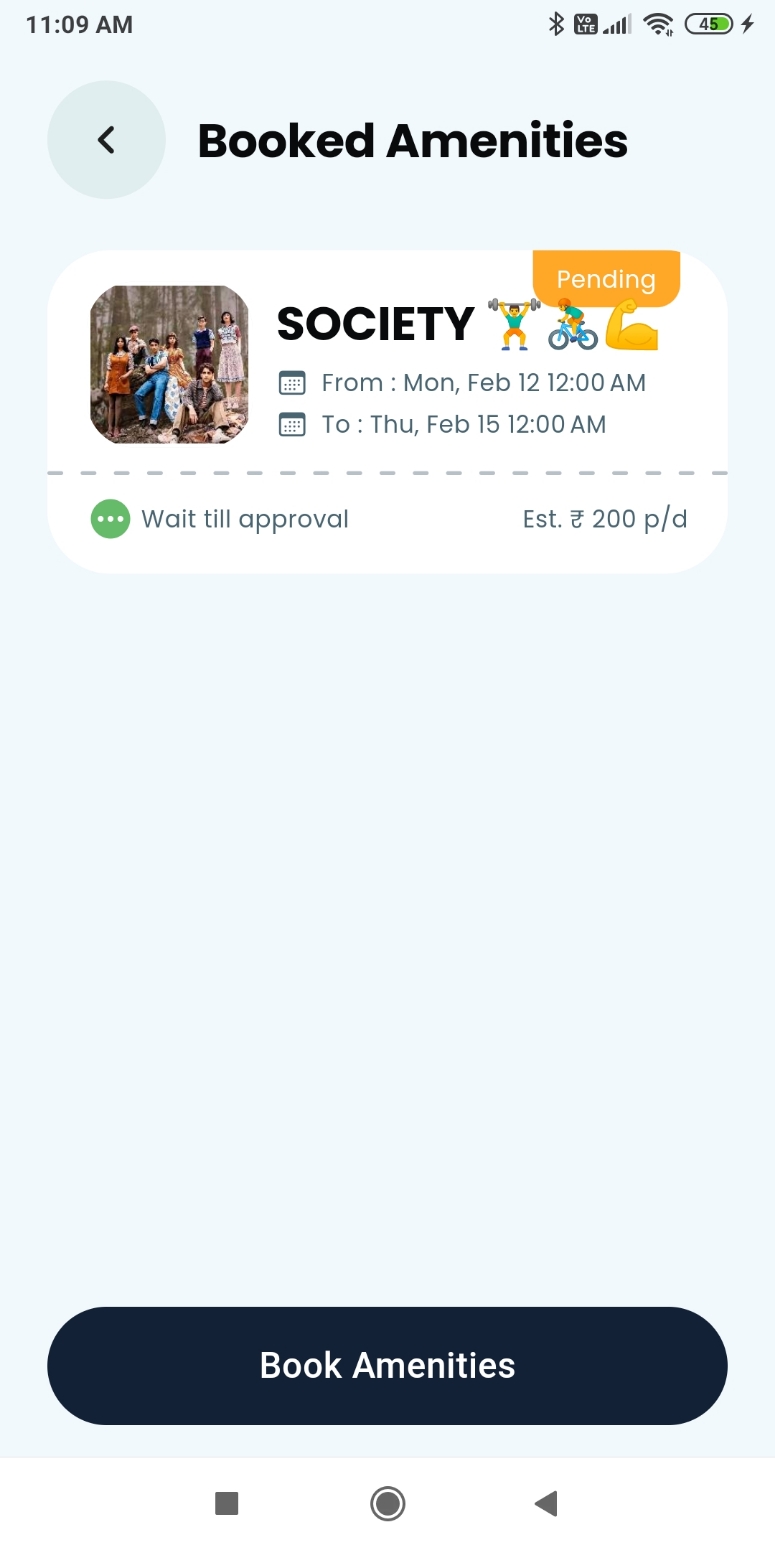 11:09 AM
Vo LTE
45
Booked Amenities
Pending
SOCIETY 🏋️‍♂️🚴‍♂️💪
From : Mon, Feb 12 12:00 AM
To : Thu, Feb 15 12:00 AM
Wait till approval
Est. ₹ 200 p/d
Book Amenities